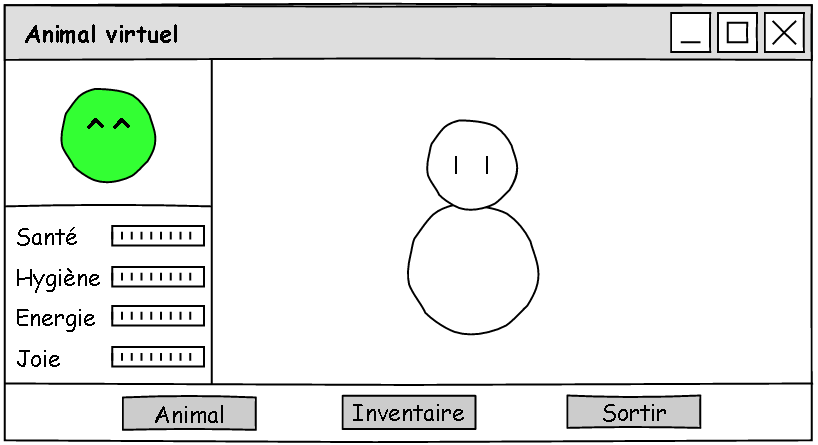 Animal virtuel
Santé
Hygiène
Energie
Joie
Animal
Inventaire
Sortir